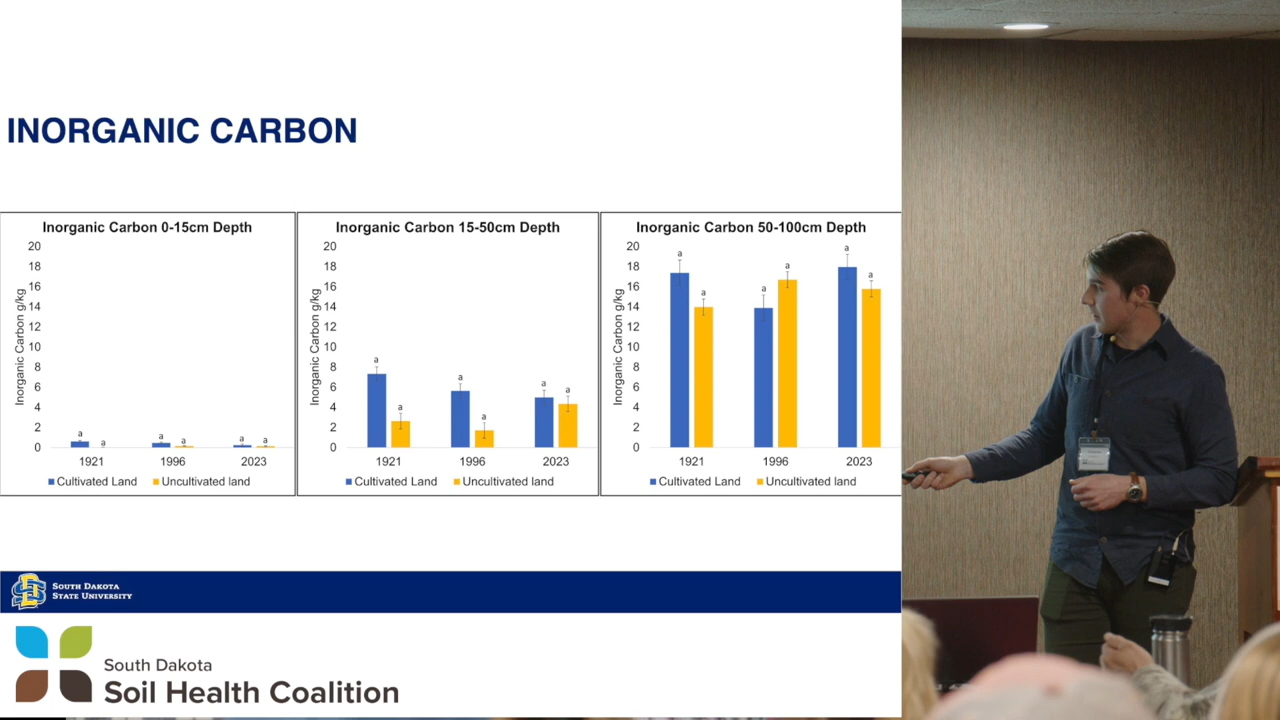 INORGANIC CARBON
Inorganic Carbon 0-15cm Depth
Inorganic Carbon g/kg
20
18
16
14
12
10
8
6
4
2
0
a
a
a
a
a
a
1921
1996
2023
Cultivated Land
Uncultivated land
Inorganic Carbon 15-50cm Depth
Inorganic Carbon g/kg
20
18
16
14
12
10
8
6
4
2
0
a
a
a
a
a
a
1921
1996
2023
Cultivated Land
Uncultivated land
Inorganic Carbon 50-100cm Depth
Inorganic Carbon g/kg
20
18
16
14
12
10
8
6
4
2
0
a
a
a
a
a
a
1921
1996
2023
Cultivated Land
Uncultivated land
SOUTH DAKOTA
STATE UNIVERSITY
South Dakota
Soil Health Coalition